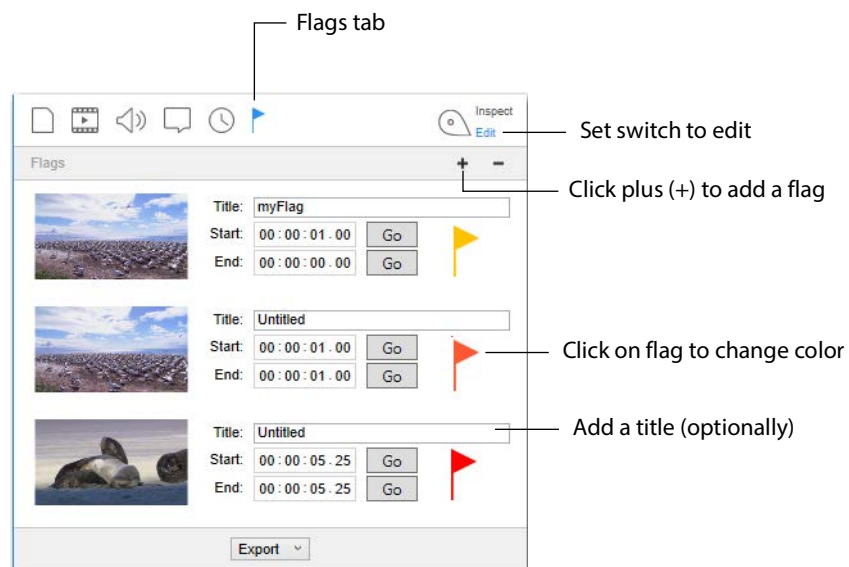 Flags tab
Inspect
Edit
Set switch to edit
Flags
+ -
Click plus (+) to add a flag
Title: myFlag
Start: 00:00:01.00 Go
End: 00:00:00.00 Go
Title: Untitled
Start: 00:00:01.00 Go
End: 00:00:01.00 Go
Click on flag to change color
Title: Untitled
Add a title (optionally)
Start: 00:00:05.25 Go
End: 00:00:05.25 Go
Export